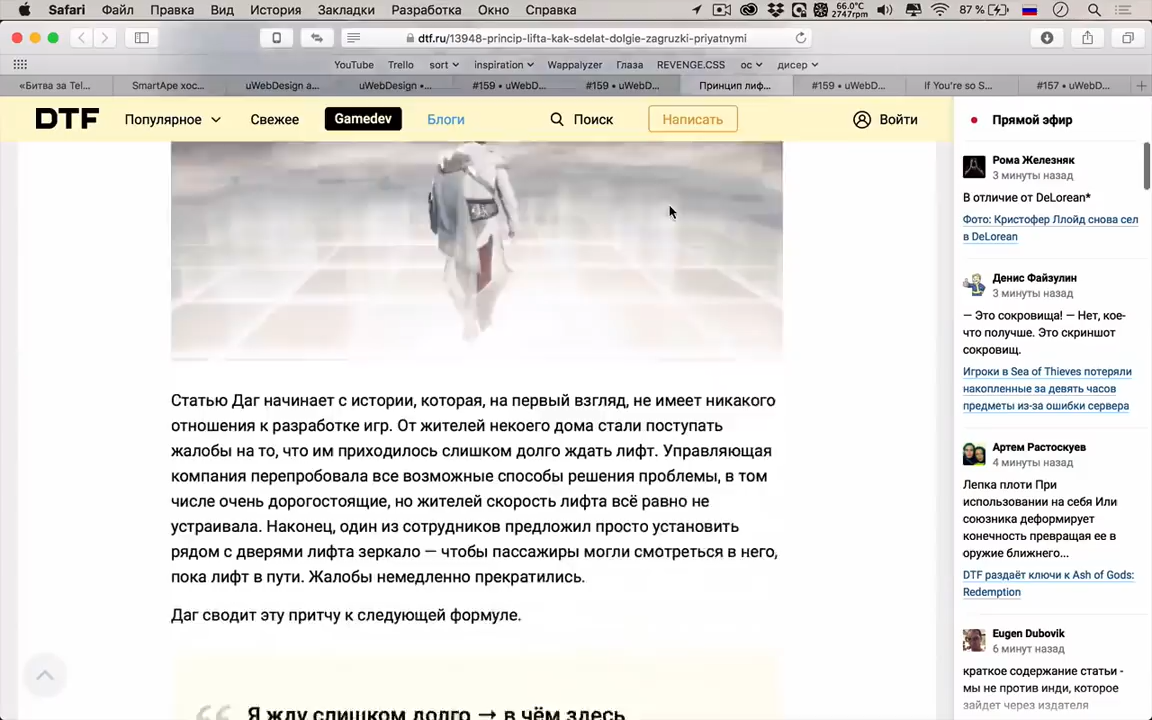 Safari Файл Правка Вид История Закладки Разработка Окно Справка 66.0°C 2747rpm 87 %
dtf.ru/13948-princip-lifta-kak-sdelat-dolgie-zagruzki-priyatnymi
YouTube Trello sort inspiration Wappalyzer Глаза REVENGE.CSS ос дисер
«Битва за Tel... SmartApe хос... uWebDesign a... uWebDesign •... #159 • uWebD... #159 • uWebD... Принцип лиф... #159 • uWebD... If You're so S... #157 • uWebD...
DTF Популярное Свежее Gamedev Блоги Поиск Написать Войти
Статью Даг начинает с истории, которая, на первый взгляд, не имеет никакого
отношения к разработке игр. От жителей некоего дома стали поступать
жалобы на то, что им приходилось слишком долго ждать лифт. Управляющая
компания перепробовала все возможные способы решения проблемы, в том
числе очень дорогостоящие, но жителей скорость лифта всё равно не
устраивала. Наконец, один из сотрудников предложил просто установить
рядом с дверями лифта зеркало — чтобы пассажиры могли смотреться в него,
пока лифт в пути. Жалобы немедленно прекратились.
Даг сводит эту притчу к следующей формуле.
Я жду слишком долго → в чём здесь
Прямой эфир
Рома Железняк
3 минуты назад
В отличие от DeLorean*
Фото: Кристофер Ллойд снова сел
в DeLorean
Денис Файзулин
3 минуты назад
— Это сокровища! — Нет, кое-
что получше. Это скриншот
сокровищ.
Игроки в Sea of Thieves потеряли
накопленные за девять часов
предметы из-за ошибки сервера
Артем Растоскуев
4 минуты назад
Лепка плоти При
использовании на себя Или
союзника деформирует
конечность превращая ее в
оружие ближнего...
DTF раздаёт ключи к Ash of Gods:
Redemption
Eugen Dubovik
6 минут назад
краткое содержание статьи -
мы не против инди, которое
зайдет через издателя